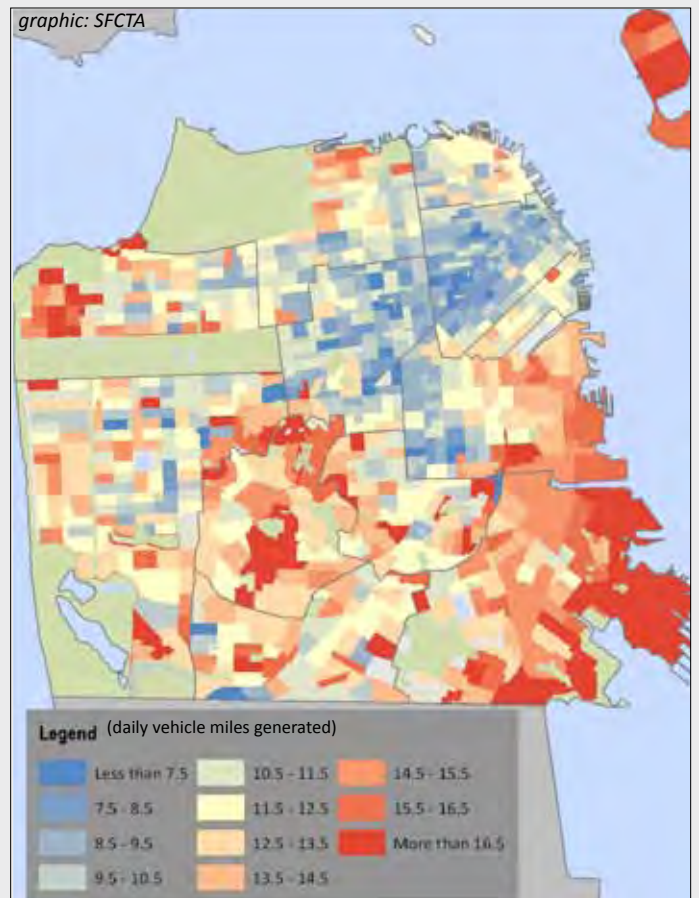 graphic: SFCTA
Legend (daily vehicle miles generated)
Less than 7.5
7.5 - 8.5
8.5 - 9.5
9.5 - 10.5
10.5 - 11.5
11.5 - 12.5
12.5 - 13.5
13.5 - 14.5
14.5 - 15.5
15.5 - 16.5
More than 16.5